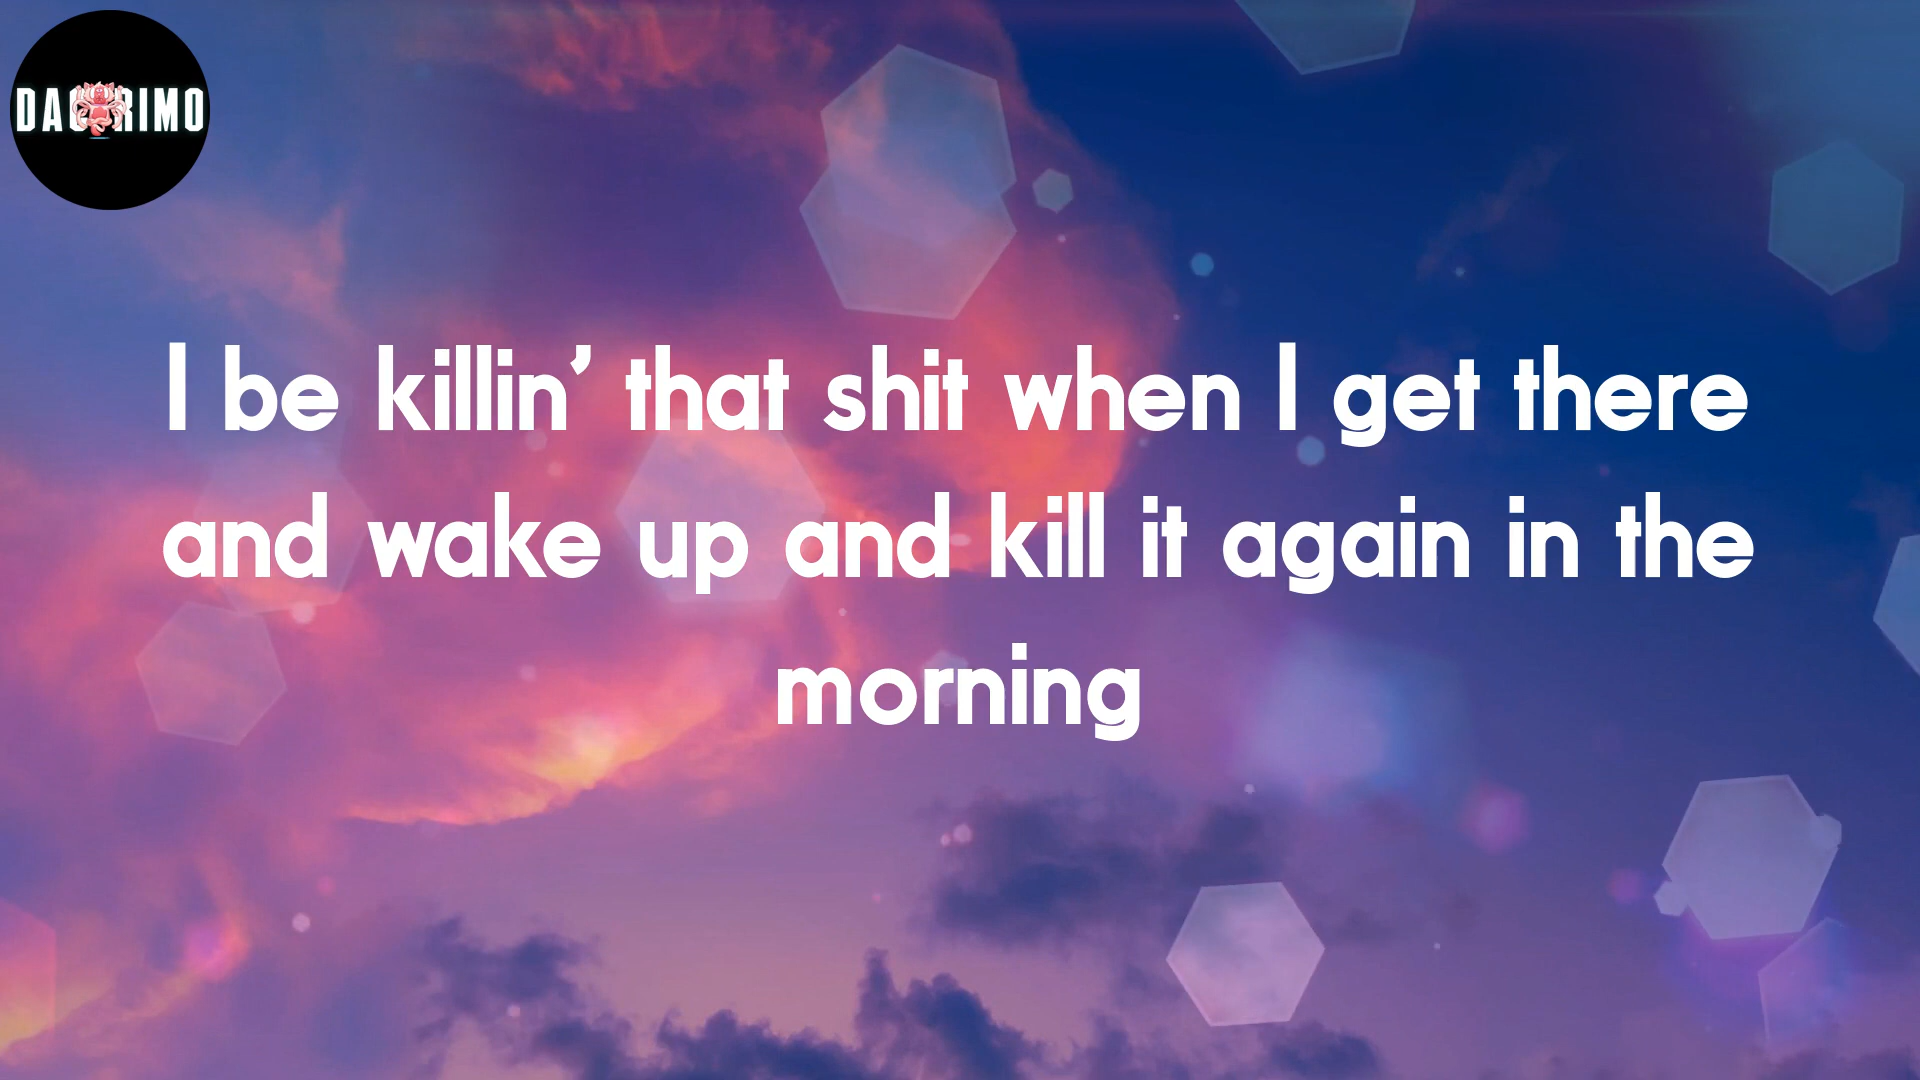 I be killin’ that shit when I get there
and wake up and kill it again in the
morning